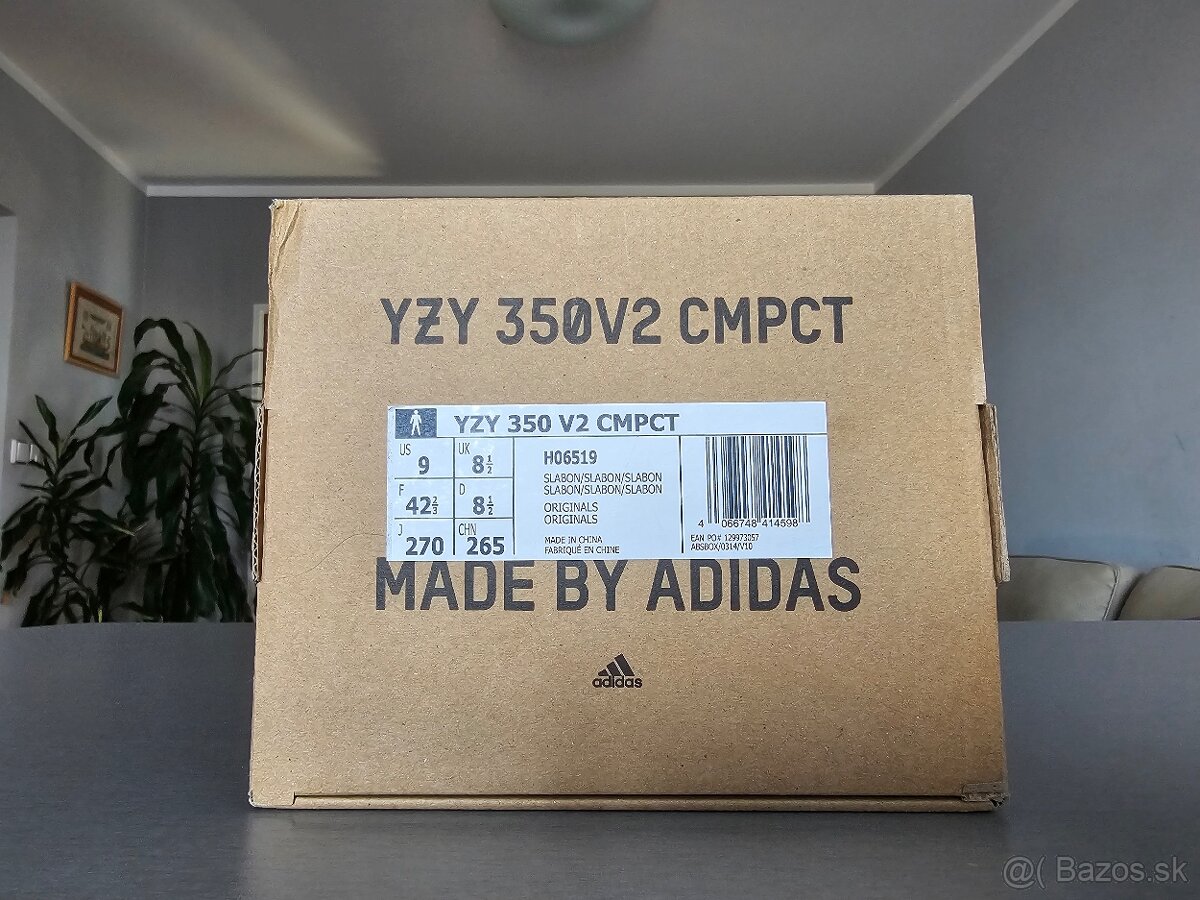 YƵY 350V2 CMPCT
YZY 350 V2 CMPCT
US 9
UK 8½
F 42⅔
D 8½
J 270
CHN 265
H06519
SLABON/SLABON/SLABON
SLABON/SLABON/SLABON
ORIGINALS
ORIGINALS
MADE IN CHINA
FABRIQUÉ EN CHINE
4 066748 414598
EAN PO# 129973057
ABSBOX/0314/V10
MADE BY ADIDAS
adidas
@( Bazos.sk